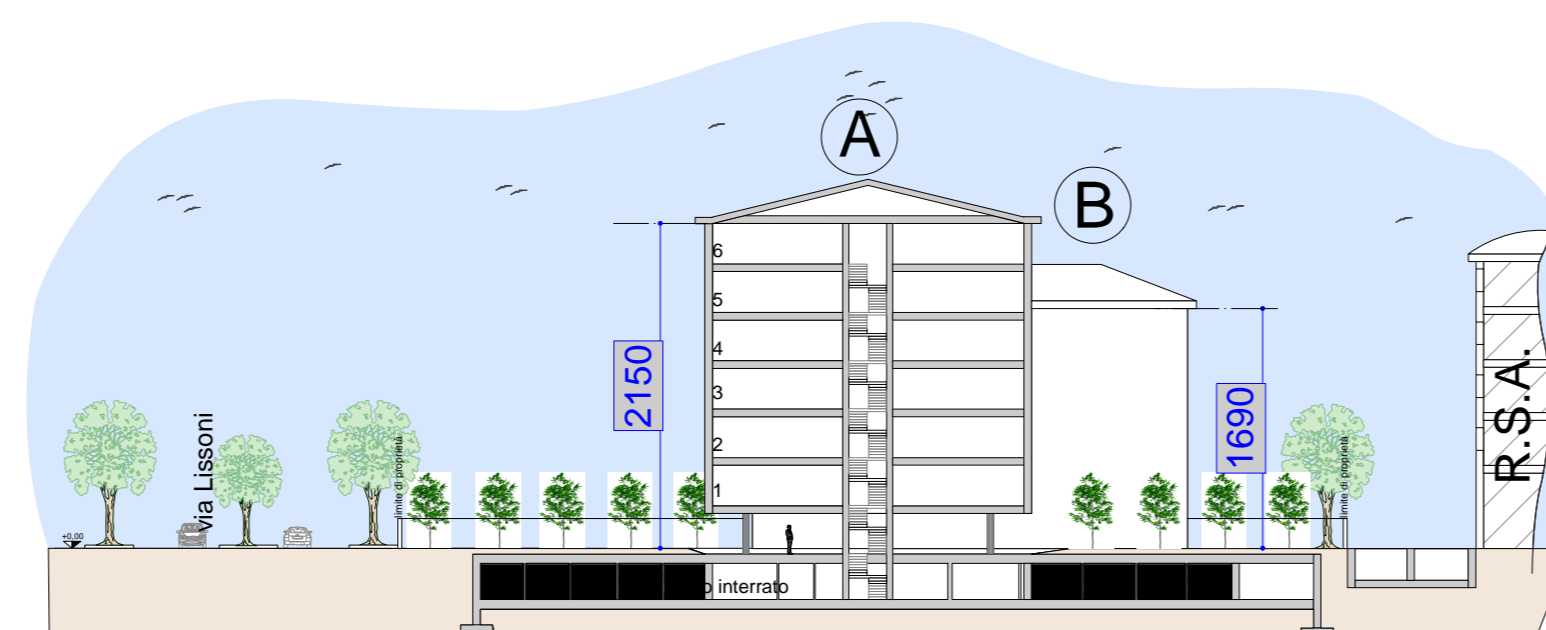 A
B
6
5
4
3
2
1
2150
1690
via Lissoni
limite di proprietà
limite di proprietà
R.S.A.
+0,00
o interrato